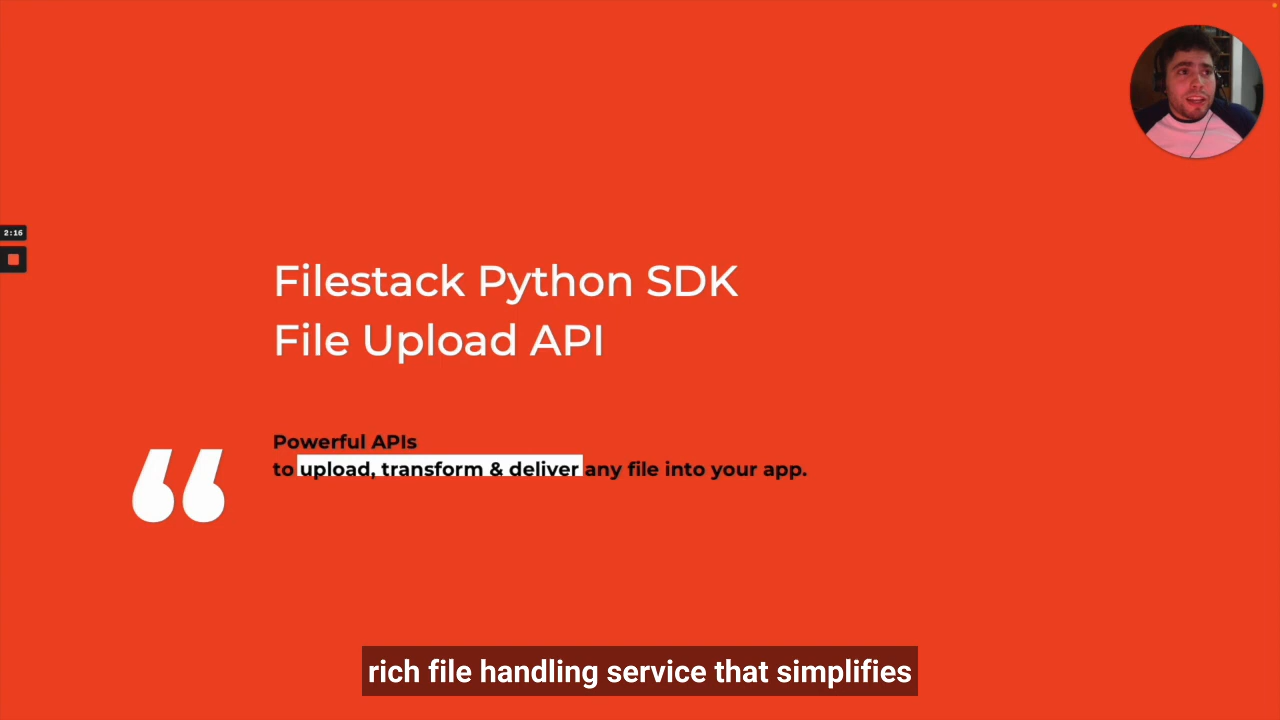 2:16
Filestack Python SDK
File Upload API
Powerful APIs
to upload, transform & deliver any file into your app.
“
rich file handling service that simplifies